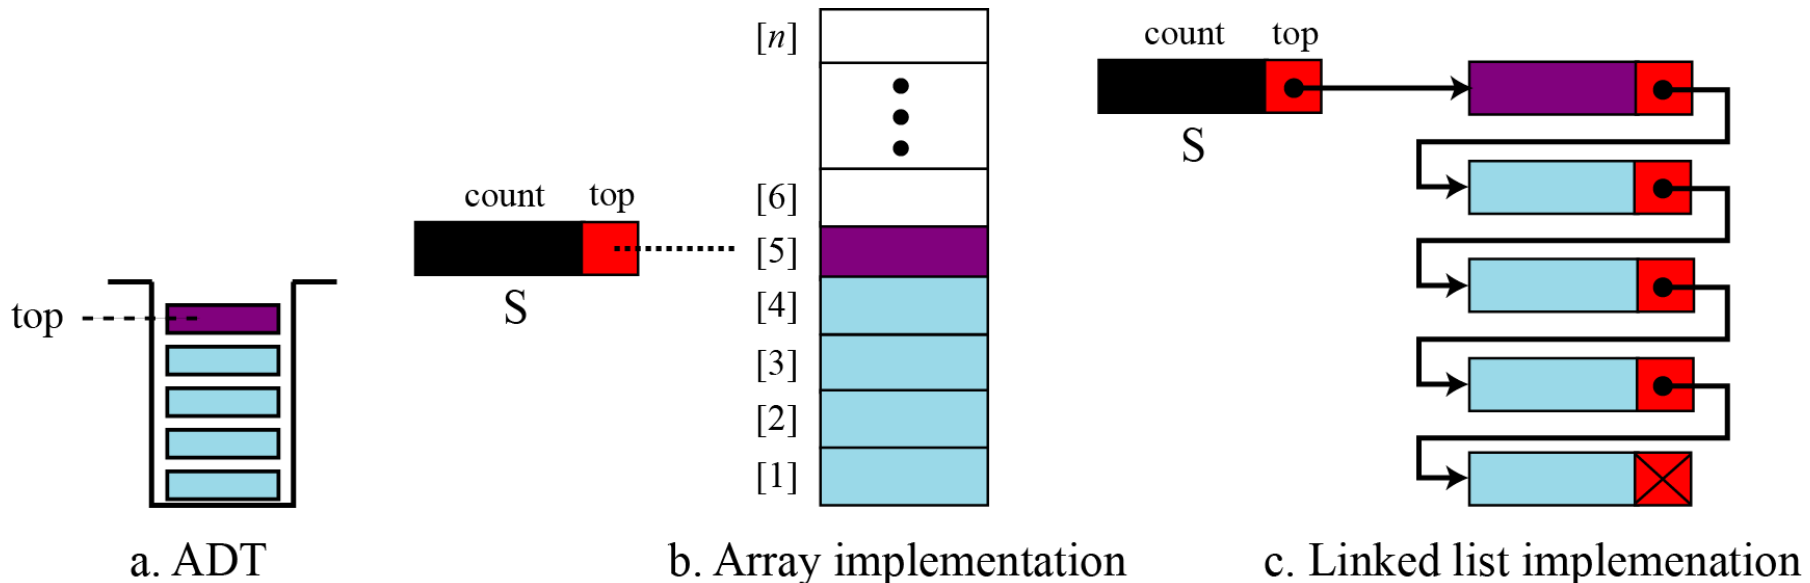 top
a. ADT
count top
S
[n]
[6]
[5]
[4]
[3]
[2]
[1]
b. Array implementation
count top
S
c. Linked list implemenation